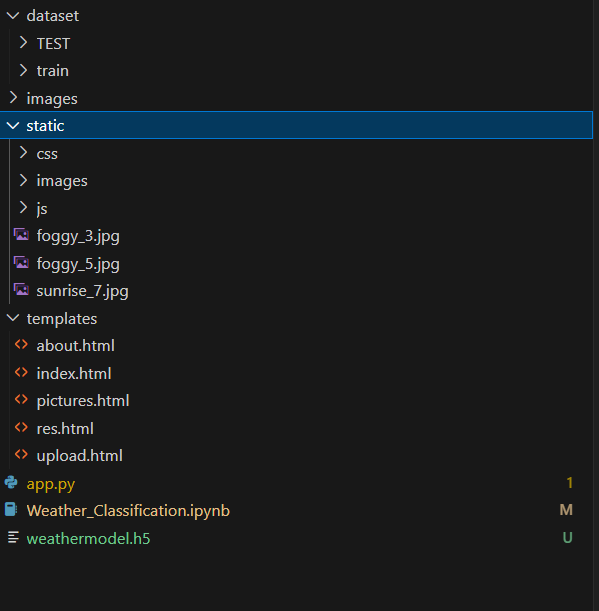 dataset
TEST
train
images
static
css
images
js
foggy_3.jpg
foggy_5.jpg
sunrise_7.jpg
templates
about.html
index.html
pictures.html
res.html
upload.html
app.py 1
Weather_Classification.ipynb M
weathermodel.h5 U